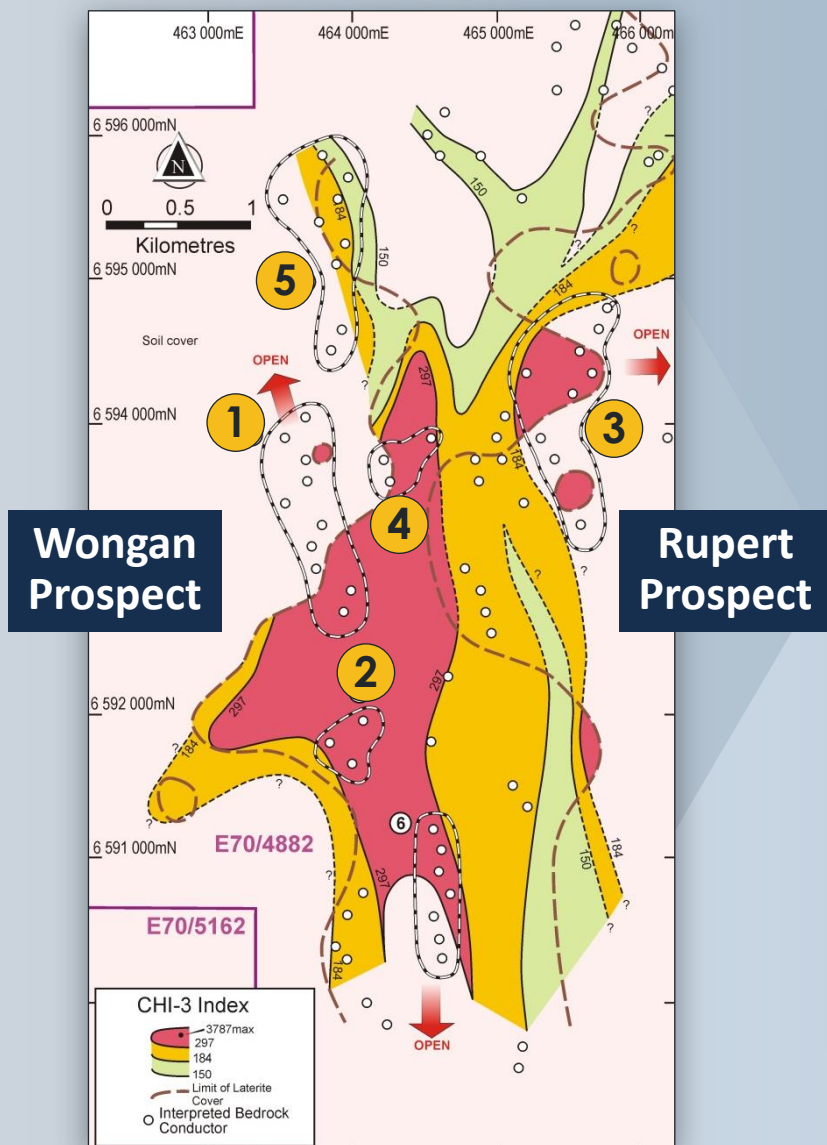 463 000mE
464 000mE
465 000mE
466 000mE
6 596 000mN
N
0 0.5 1
Kilometres
150
?
184
150
5
6 595 000mN
?
?
184
Soil cover
OPEN
OPEN
297
?
1
6 594 000mN
3
184
?
4
Wongan
Prospect
Rupert
Prospect
?
?
2
297
6 592 000mN
297
?
184
?
?
6
6 591 000mN
E70/4882
?
297
150
184
?
?
E70/5162
184
OPEN
CHI-3 Index
3787max
297
184
150
Limit of Laterite
Cover
Interpreted Bedrock
Conductor